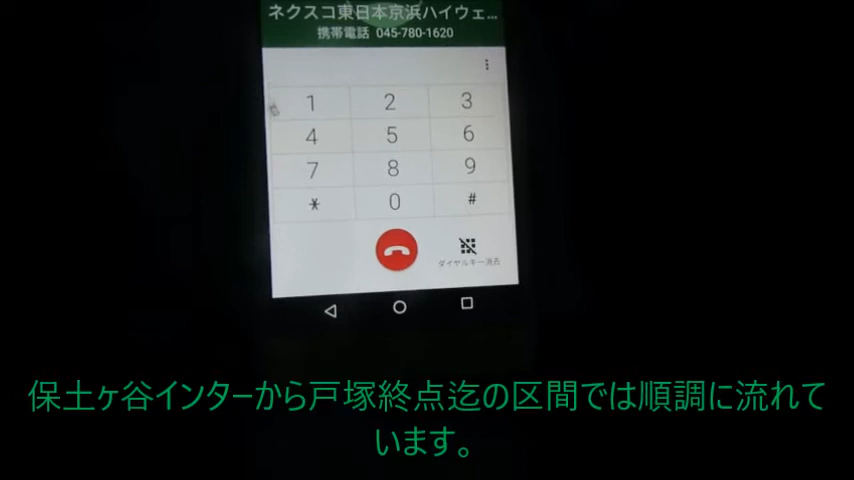 ネクスコ東日本京浜ハイウェ…
携帯電話 045-780-1620
1 2 3
4 5 6
7 8 9
* 0 #
ダイヤルキー消去
保土ヶ谷インターから戸塚終点迄の区間では順調に流れて
います。